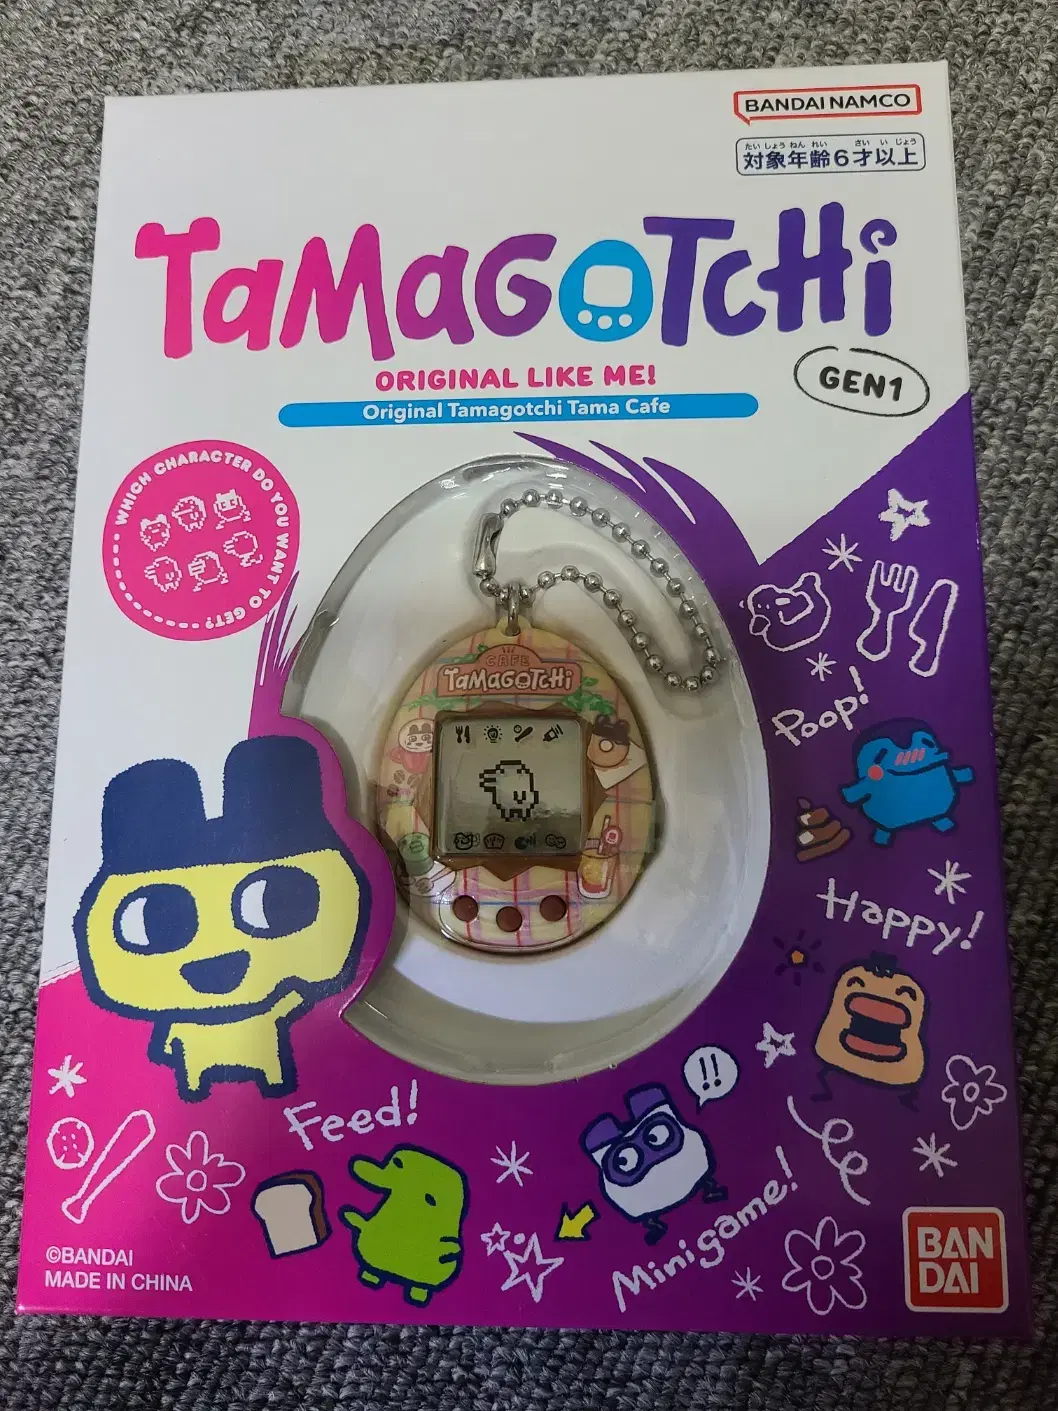 BANDAI NAMCO
たいしょうねんれい さい いじょう
対象年齢6才以上
TaMaGOTcHi
ORIGINAL LIKE ME!
GEN1
Original Tamagotchi Tama Cafe
WHICH CHARACTER DO YOU WANT TO GET?
CAFE
TaMaGOTcHi
Poop!
Happy!
!!
Feed!
Minigame!
©BANDAI
MADE IN CHINA
BAN
DAI